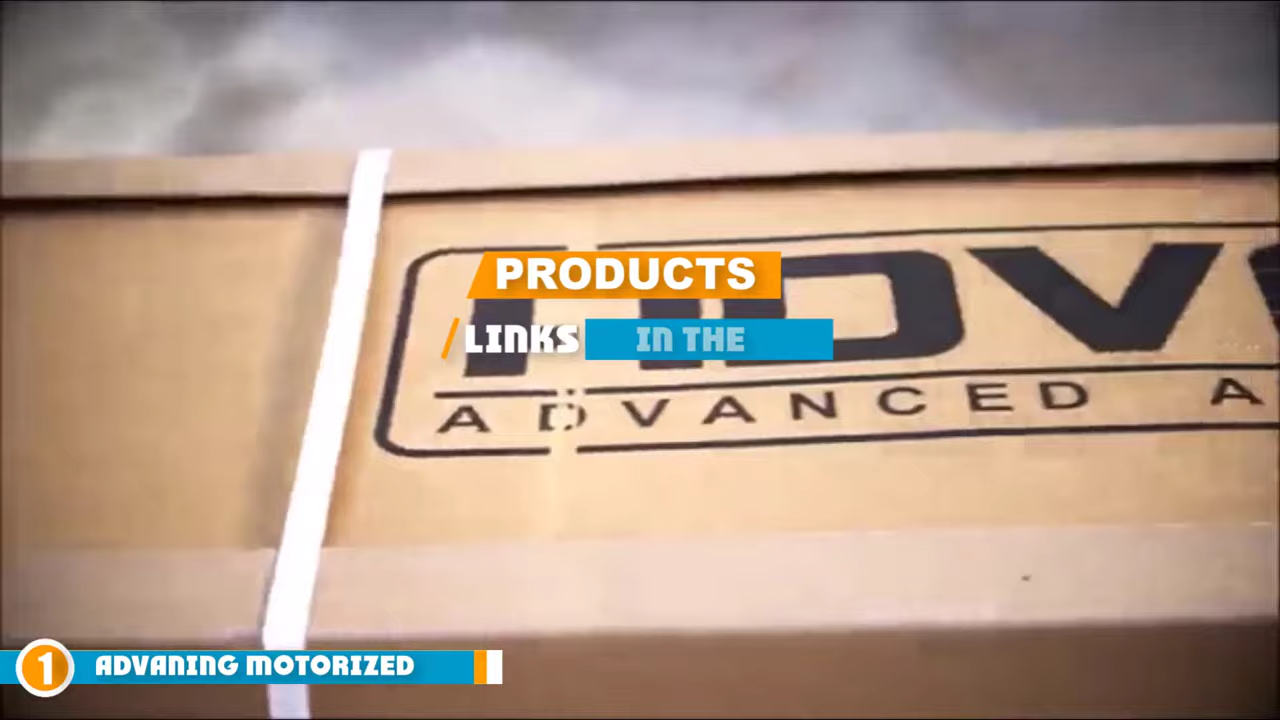 PRODUCTS
LINKS IN THE
ADVANCED A
1 ADVANING MOTORIZED